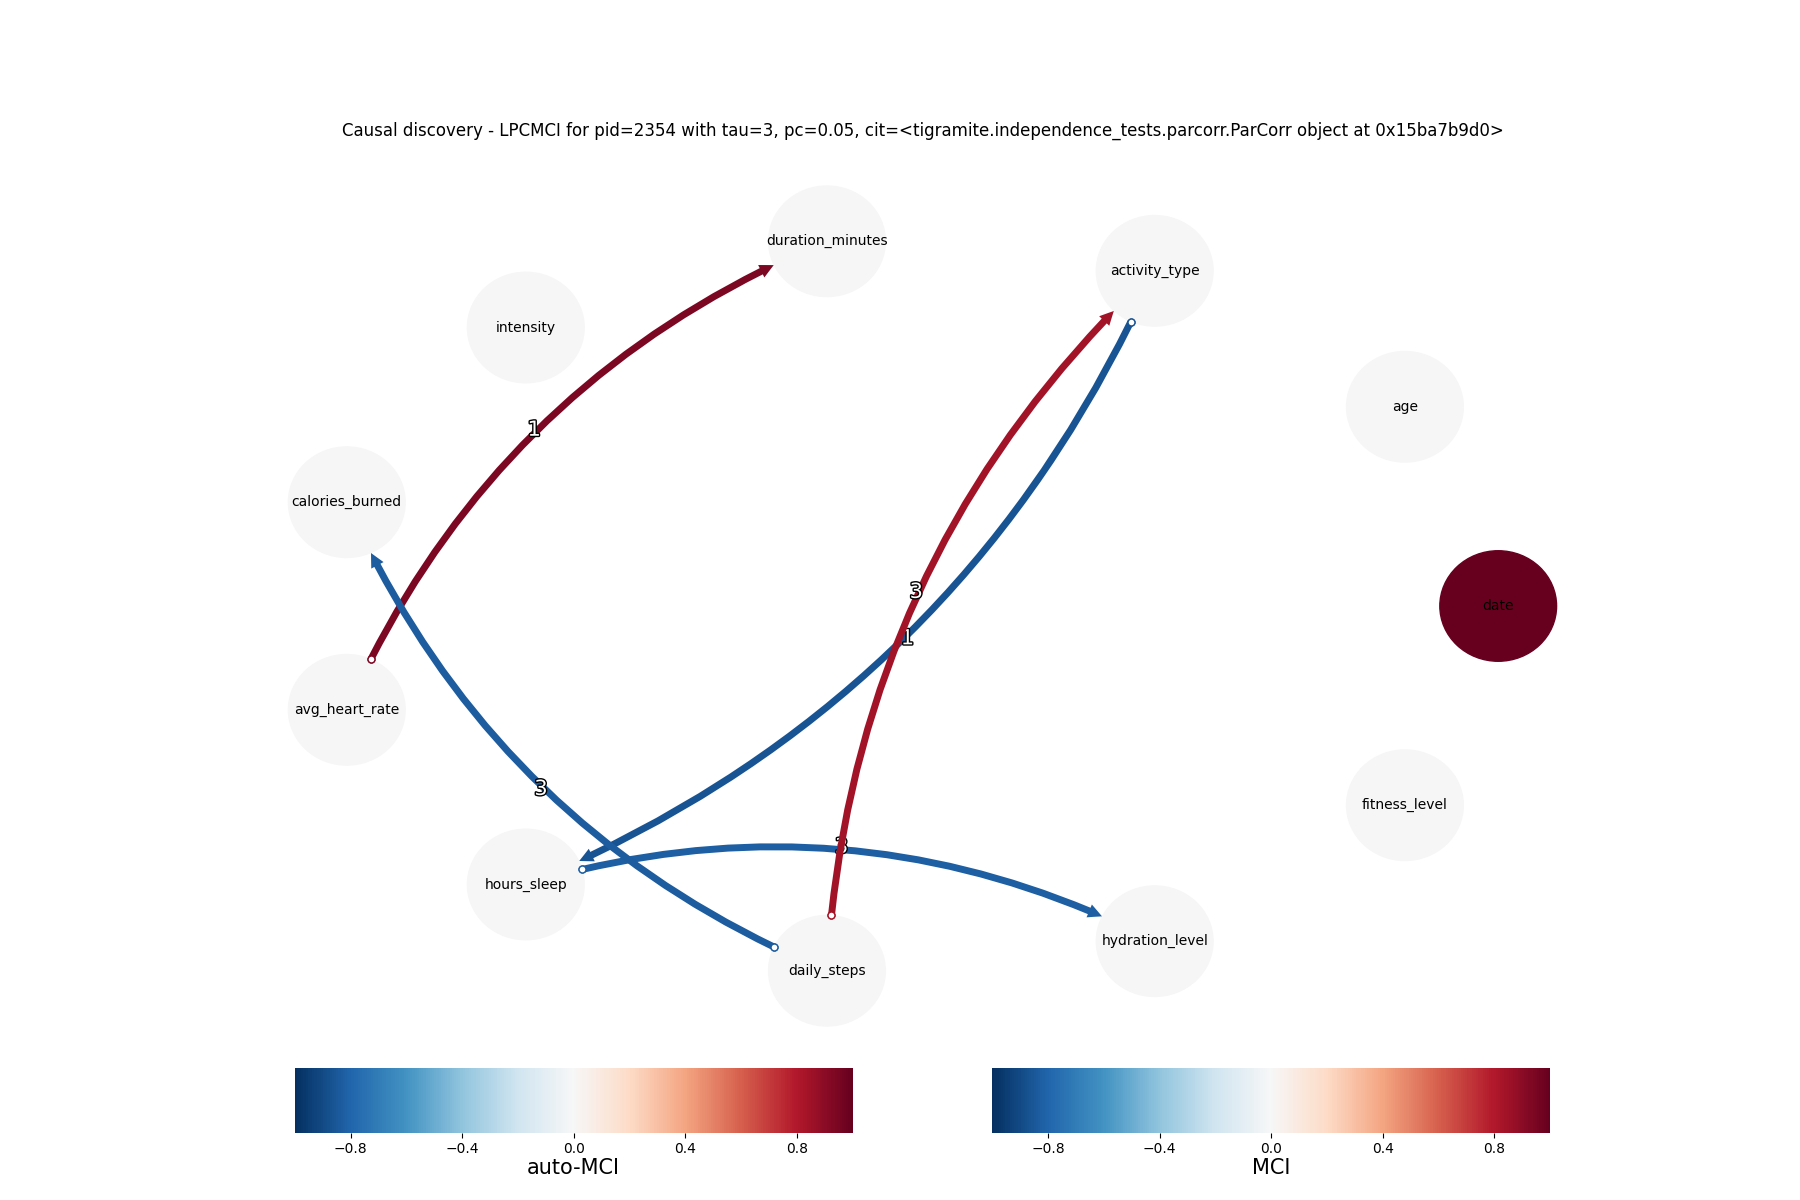 Causal discovery - LPCMCI for pid=2354 with tau=3, pc=0.05, cit=<tigramite.independence_tests.parcorr.ParCorr object at 0x15ba7b9d0>
duration_minutes
activity_type
intensity
age
1
calories_burned
3
date
1
avg_heart_rate
3
fitness_level
hours_sleep
hydration_level
daily_steps
−0.8 −0.4 0.0 0.4 0.8
auto-MCI
−0.8 −0.4 0.0 0.4 0.8
MCI